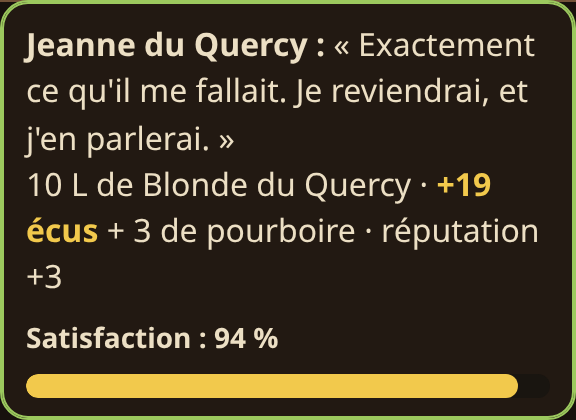 Jeanne du Quercy : « Exactement
ce qu'il me fallait. Je reviendrai, et
j'en parlerai. »
10 L de Blonde du Quercy · +19
écus + 3 de pourboire · réputation
+3
Satisfaction : 94 %